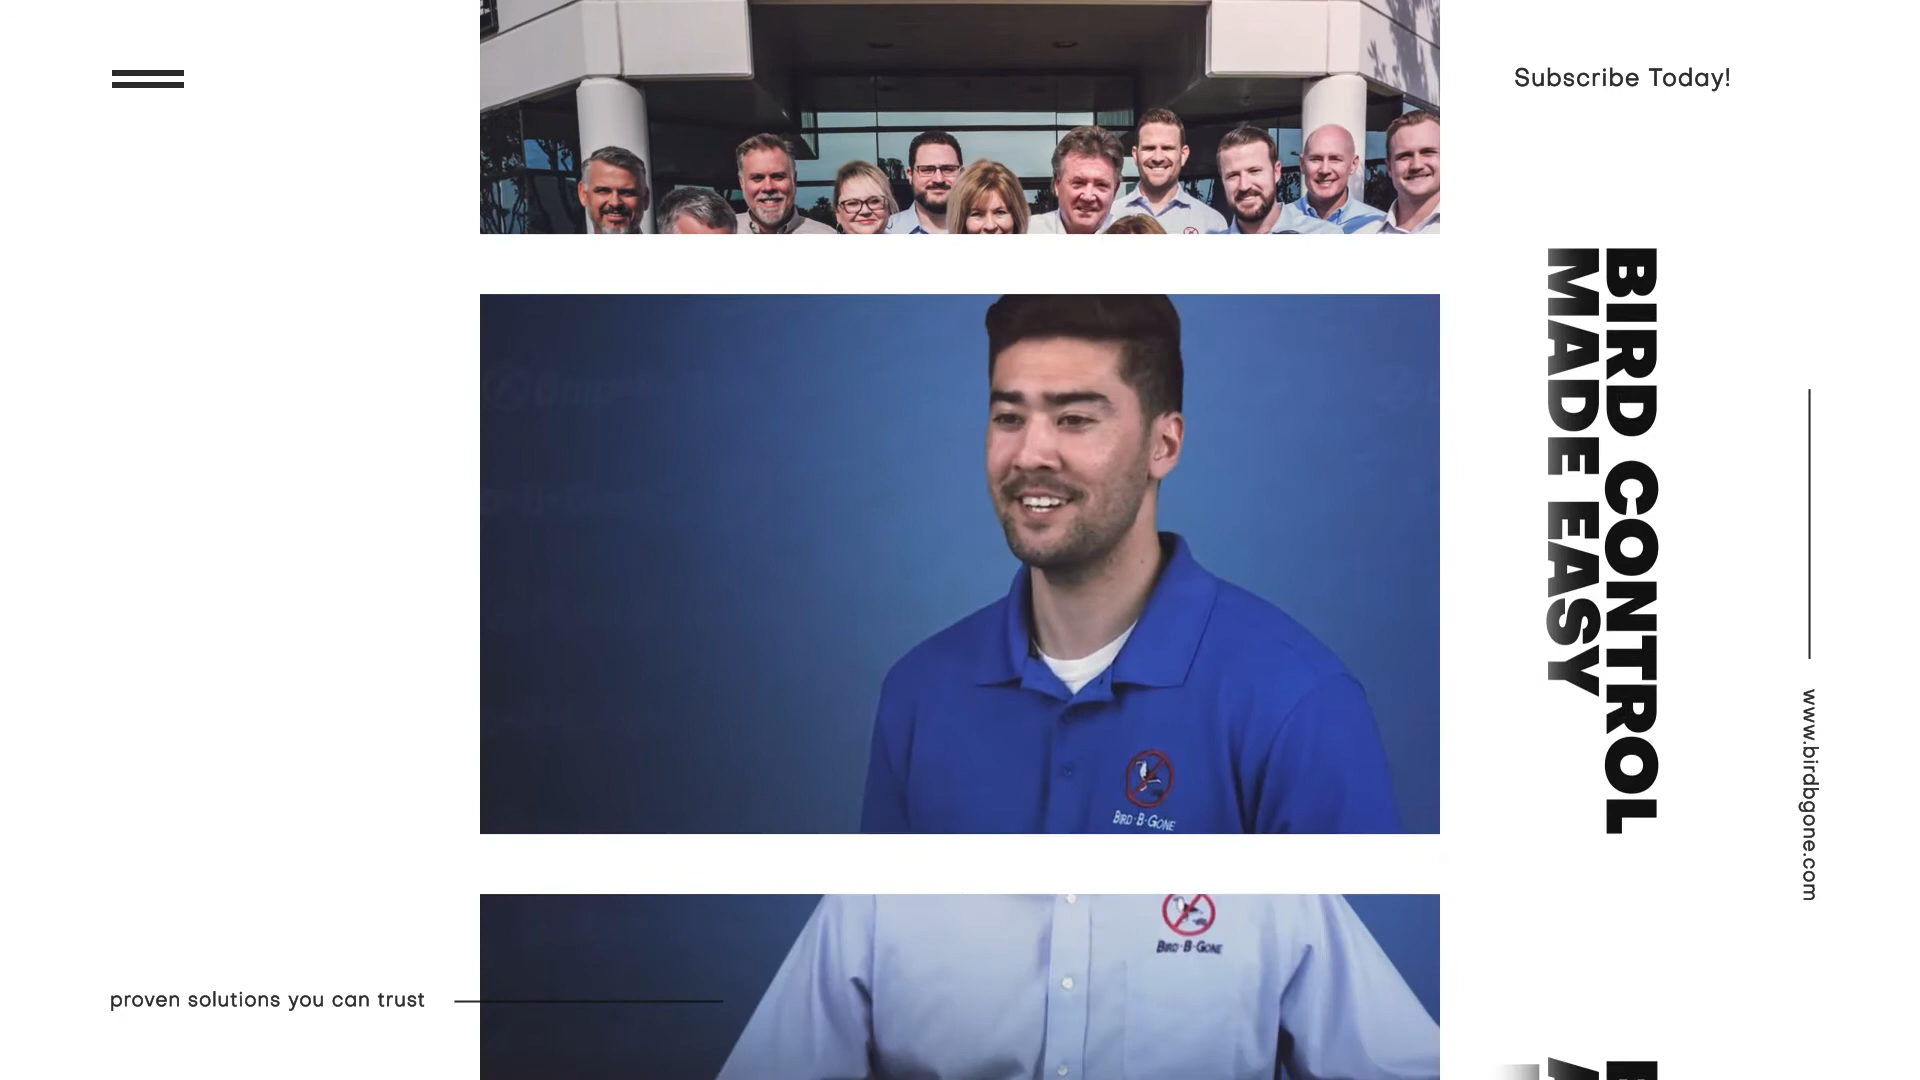 Subscribe Today!
BIRD CONTROL
MADE EASY
www.birdbgone.com
BIRD·B·GONE
BIRD·B·GONE
proven solutions you can trust